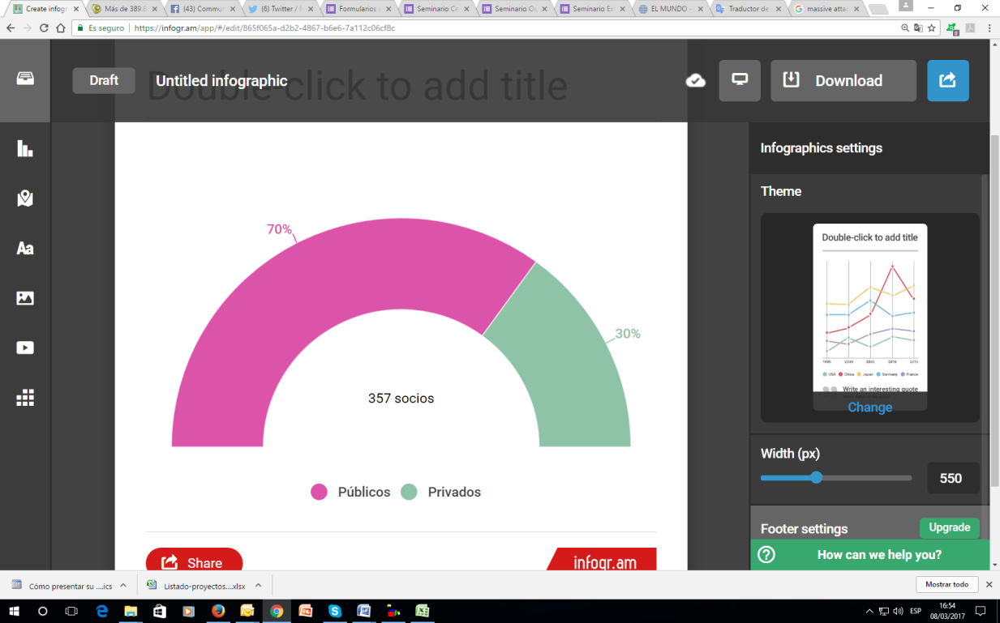 Create infogr
Más de 389.8
(43) Commun
(6) Twitter / N
Formularios
Seminario Ce
Seminario Op
Seminario Es
EL MUNDO -
Traductor de
massive atta
Es seguro | https://infogr.am/app/#/edit/865f065a-d2b2-4867-b6e6-7a112c06cf8c
Draft
Untitled infographic
Double-click to add title
Download
Aa
Infographics settings
Theme
Double-click to add title
1995 2000 2005 2010 2015
USA China Japan Germany France
Write an interesting quote
Change
70%
30%
357 socios
Públicos Privados
Width (px)
550
Footer settings
Upgrade
How can we help you?
Share
infogr.am
Cómo presentar su ....ics
Listado-proyectos....xlsx
Mostrar todo
ESP
16:54
08/03/2017